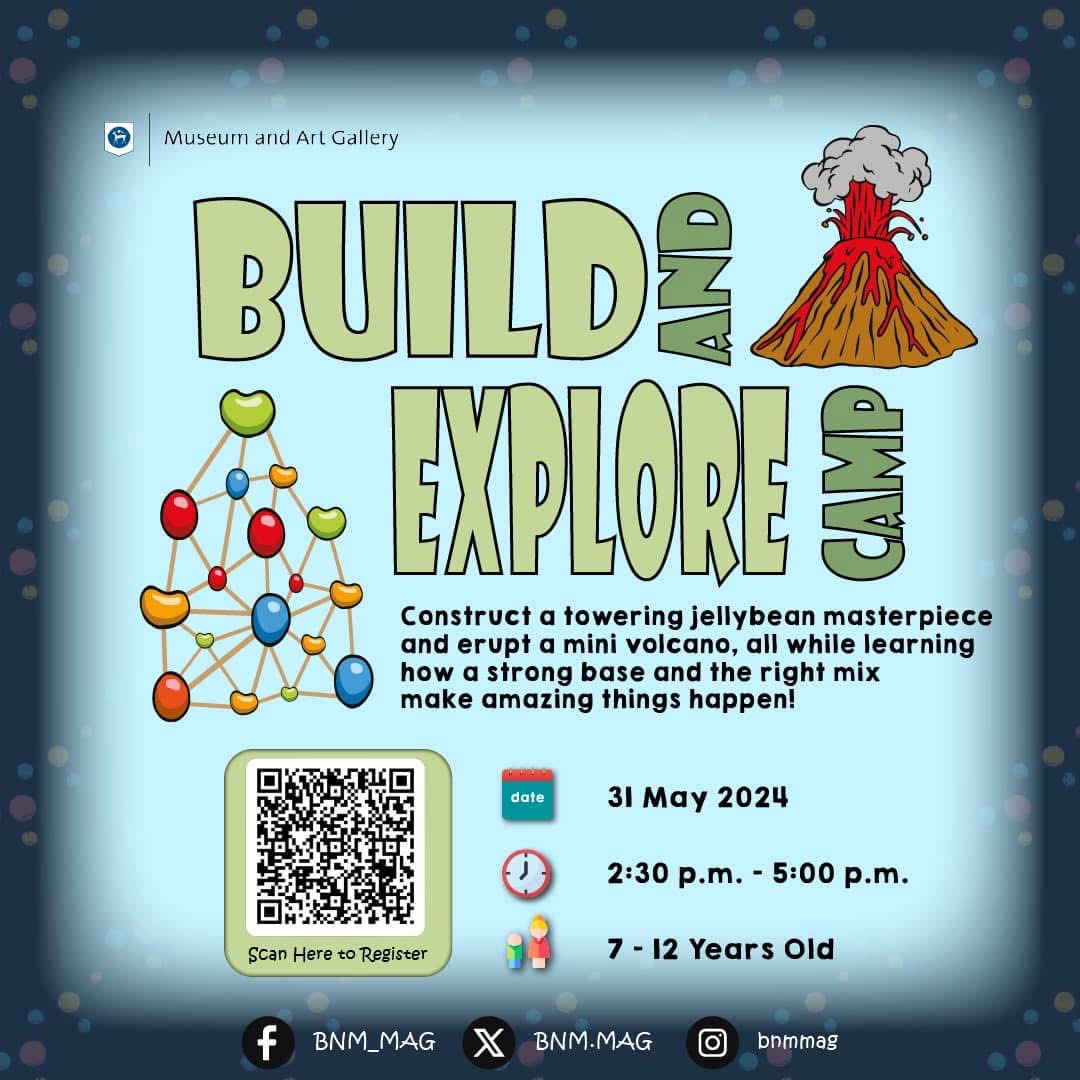 Museum and Art Gallery
BUILD AND
EXPLORE CAMP
Construct a towering jellybean masterpiece
and erupt a mini volcano, all while learning
how a strong base and the right mix
make amazing things happen!
date
31 May 2024
2:30 p.m. - 5:00 p.m.
7 - 12 Years Old
Scan Here to Register
BNM_MAG
BNM.MAG
bnmmag